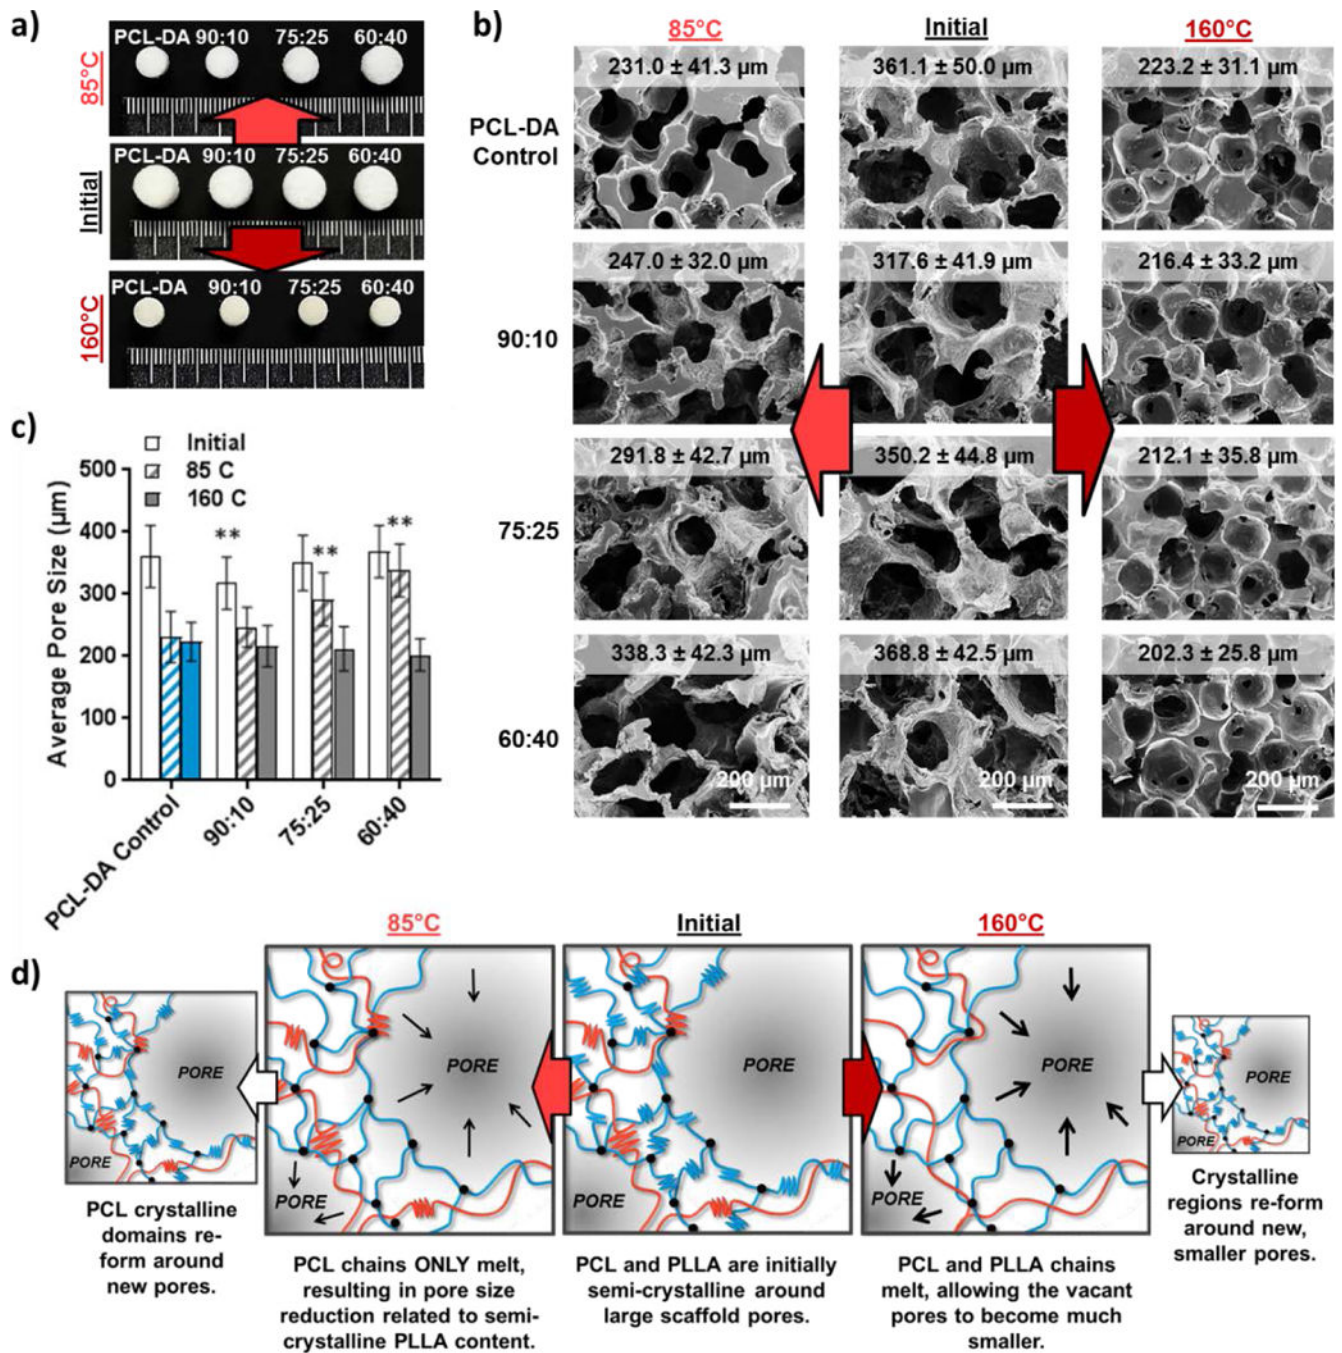 a)
85°C
PCL-DA 90:10 75:25 60:40
Initial
PCL-DA 90:10 75:25 60:40
160°C
PCL-DA 90:10 75:25 60:40
b)
85°C Initial 160°C
PCL-DA
Control
231.0 ± 41.3 µm 361.1 ± 50.0 µm 223.2 ± 31.1 µm
90:10
247.0 ± 32.0 µm 317.6 ± 41.9 µm 216.4 ± 33.2 µm
75:25
291.8 ± 42.7 µm 350.2 ± 44.8 µm 212.1 ± 35.8 µm
60:40
338.3 ± 42.3 µm 368.8 ± 42.5 µm 202.3 ± 25.8 µm
200 µm 200 µm 200 µm
c)
Initial
85 C
160 C
Average Pore Size (µm)
500
400
300
200
100
0
** ** **
PCL-DA Control
90:10
75:25
60:40
d)
85°C Initial 160°C
PORE
PORE
PCL crystalline
domains re-
form around
new pores.
PORE
PORE
PCL chains ONLY melt,
resulting in pore size
reduction related to semi-
crystalline PLLA content.
PORE
PORE
PCL and PLLA are initially
semi-crystalline around
large scaffold pores.
PORE
PORE
PCL and PLLA chains
melt, allowing the vacant
pores to become much
smaller.
PORE
PORE
Crystalline
regions re-form
around new,
smaller pores.